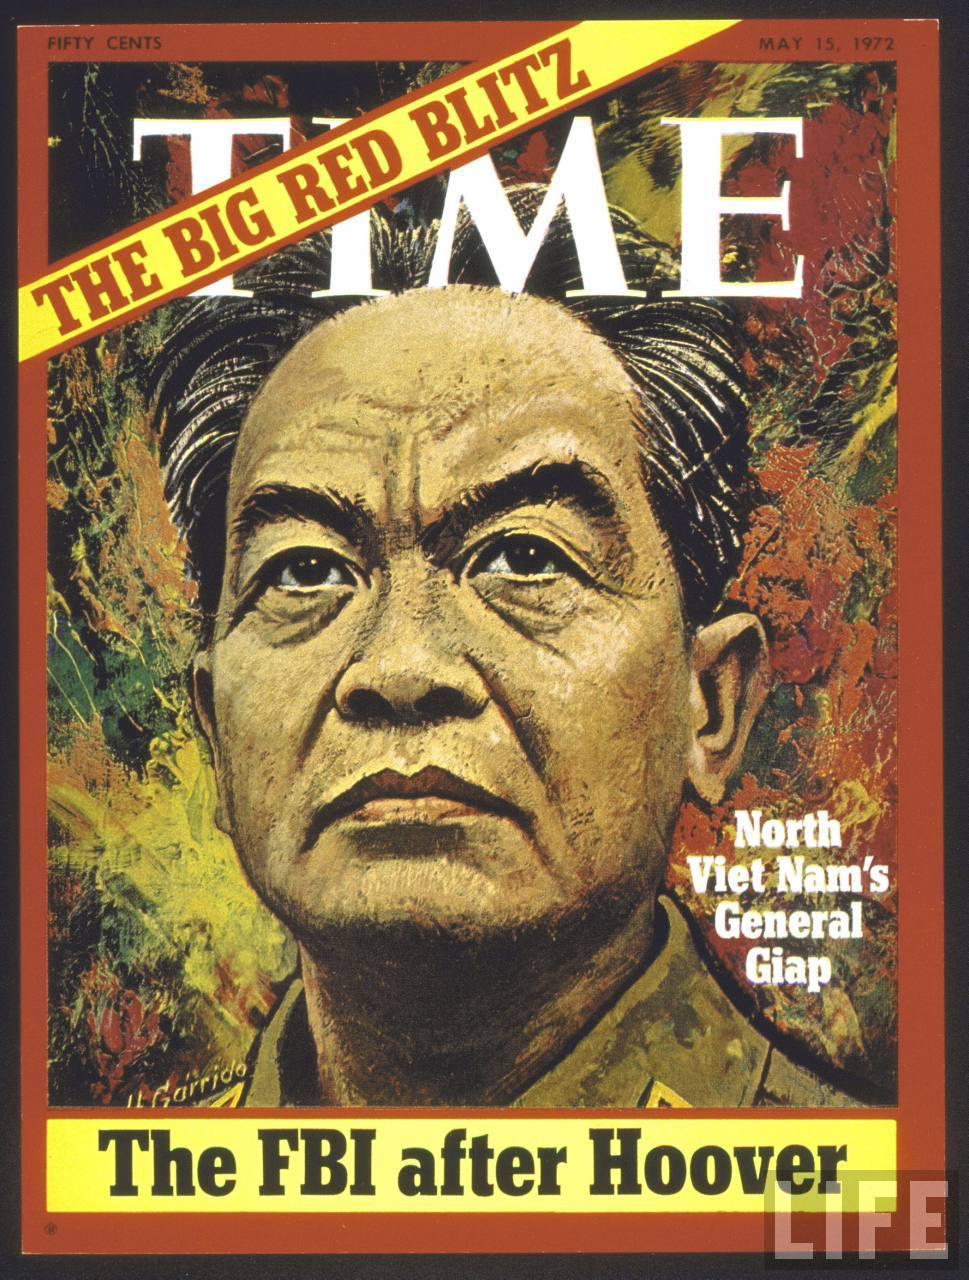 FIFTY CENTS
MAY 15, 1972
THE BIG RED BLITZ
TIME
North
Viet Nam's
General
Giap
H. Garrido
The FBI after Hoover
®
LIFE